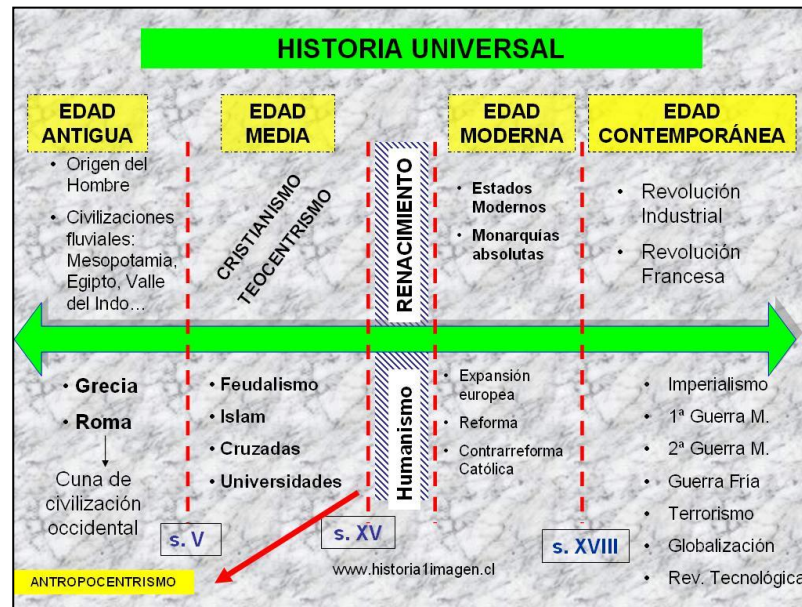 HISTORIA UNIVERSAL
EDAD
ANTIGUA
• Origen del
Hombre
• Civilizaciones
fluviales:
Mesopotamia,
Egipto, Valle
del Indo…
EDAD
MEDIA
CRISTIANISMO
TEOCENTRISMO
RENACIMIENTO
EDAD
MODERNA
• Estados
Modernos
• Monarquías
absolutas
EDAD
CONTEMPORÁNEA
• Revolución
Industrial
• Revolución
Francesa
• Grecia
• Roma
Cuna de
civilización
occidental
• Feudalismo
• Islam
• Cruzadas
• Universidades
Humanismo
• Expansión
europea
• Reforma
• Contrarreforma
Católica
• Imperialismo
• 1ª Guerra M.
• 2ª Guerra M.
• Guerra Fría
• Terrorismo
• Globalización
• Rev. Tecnológica
s. V
s. XV
s. XVIII
www.historia1imagen.cl
ANTROPOCENTRISMO